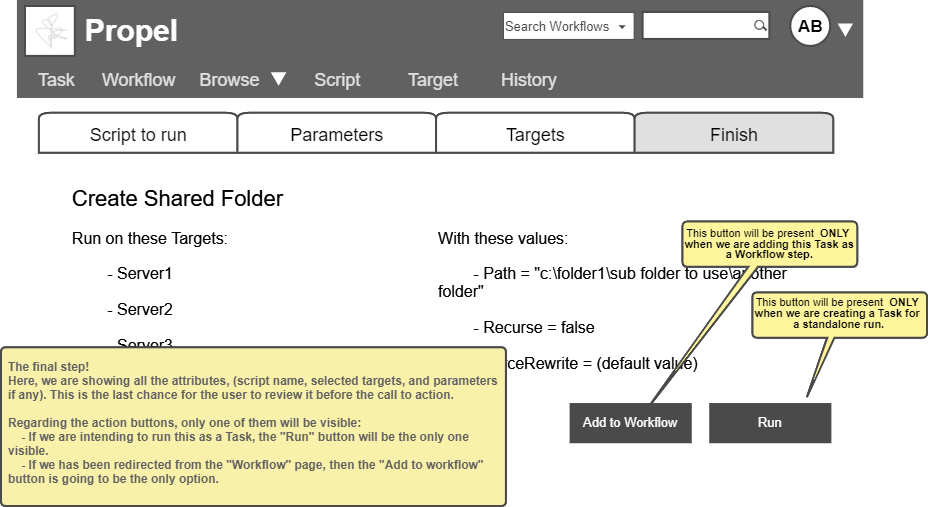 Propel
Search Workflows
AB
Task Workflow Browse Script Target History
Script to run Parameters Targets Finish
Create Shared Folder
Run on these Targets:
- Server1
- Server2
- Server3
With these values:
- Path = "c:\folder1\sub folder to use\another
folder"
- Recurse = false
rceRewrite = (default value)
This button will be present ONLY
when we are adding this Task as
a Workflow step.
This button will be present ONLY
when we are creating a Task for
a standalone run.
Add to Workflow
Run
The final step!
Here, we are showing all the attributes, (script name, selected targets, and parameters
if any). This is the last chance for the user to review it before the call to action.
Regarding the action buttons, only one of them will be visible:
- If we are intending to run this as a Task, the "Run" button will be the only one
visible.
- If we has been redirected from the "Workflow" page, then the "Add to workflow"
button is going to be the only option.